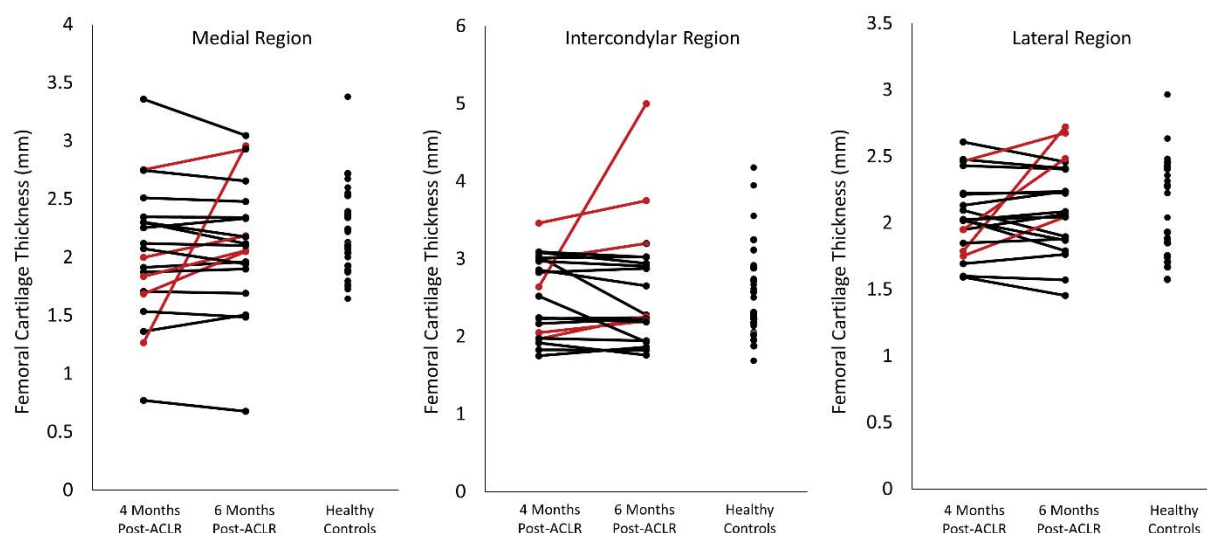 Medial Region
Femoral Cartilage Thickness (mm)
4
3.5
3
2.5
2
1.5
1
0.5
0
4 Months
Post-ACLR
6 Months
Post-ACLR
Healthy
Controls
Intercondylar Region
Femoral Cartilage Thickness (mm)
6
5
4
3
2
1
0
4 Months
Post-ACLR
6 Months
Post-ACLR
Healthy
Controls
Lateral Region
Femoral Cartilage Thickness (mm)
3.5
3
2.5
2
1.5
1
0.5
0
4 Months
Post-ACLR
6 Months
Post-ACLR
Healthy
Controls